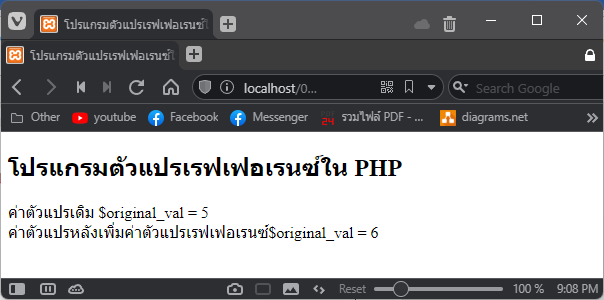 โปรแกรมตัวแปรเรฟเฟอเรนซ์ใ
โปรแกรมตัวแปรเรฟเฟอเรนซ์ใ
localhost/0...
Search Google
Other youtube Facebook Messenger รวมไฟล์ PDF - ... diagrams.net
โปรแกรมตัวแปรเรฟเฟอเรนซ์ใน PHP
ค่าตัวแปรเดิม $original_val = 5
ค่าตัวแปรหลังเพิ่มค่าตัวแปรเรฟเฟอเรนซ์$original_val = 6
Reset 100 % 9:08 PM